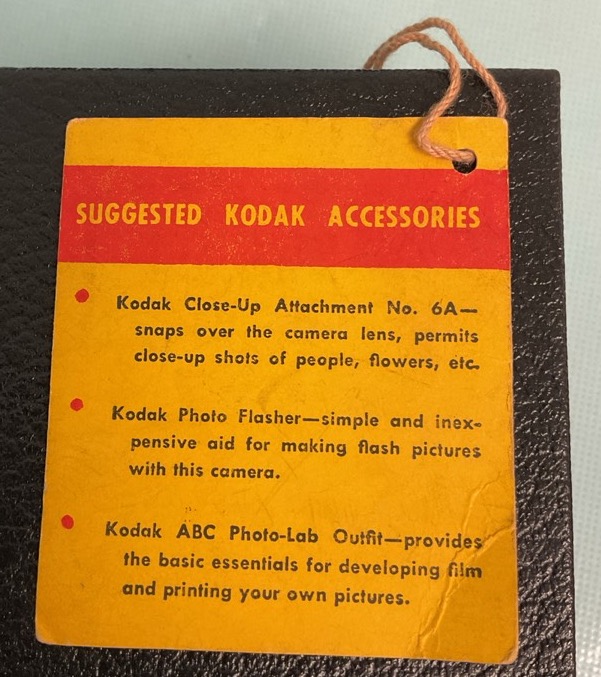 SUGGESTED KODAK ACCESSORIES
Kodak Close-Up Attachment No. 6A—
snaps over the camera lens, permits
close-up shots of people, flowers, etc.
Kodak Photo Flasher—simple and inex-
pensive aid for making flash pictures
with this camera.
Kodak ABC Photo-Lab Outfit—provides
the basic essentials for developing film
and printing your own pictures.